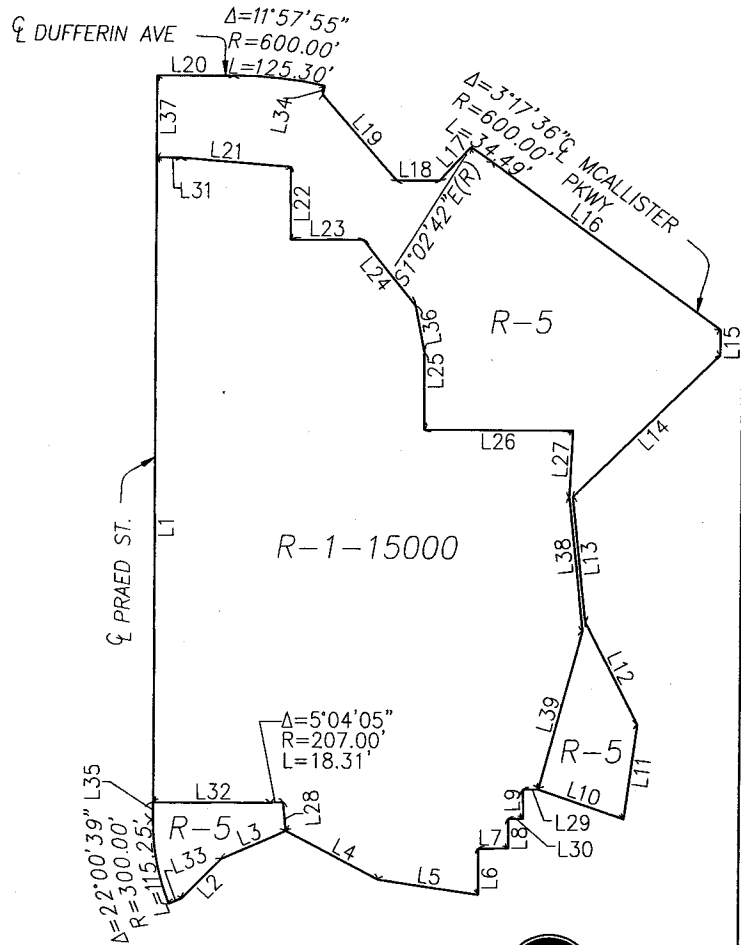 ℄ DUFFERIN AVE
Δ=11°57'55"
R=600.00'
L=125.30'
L20
L37
L34
L19
L21
L31
L22
L18
L17
Δ=3°17'36"
R=600.00'
L=34.49'
℄ MCALLISTER
PKWY
L16
L23
L24
S1°02'42"E(R)
L36
R-5
L15
L25
L26
L27
L14
L1
℄ PRAED ST.
R-1-15000
L38
L13
L12
L39
R-5
L11
L10
Δ=5°04'05"
R=207.00'
L=18.31'
L35
L32
L28
R-5
L33
L3
L2
Δ=22°00'39"
R=300.00'
L=115.25'
L4
L5
L6
L7
L8
L9
L29
L30